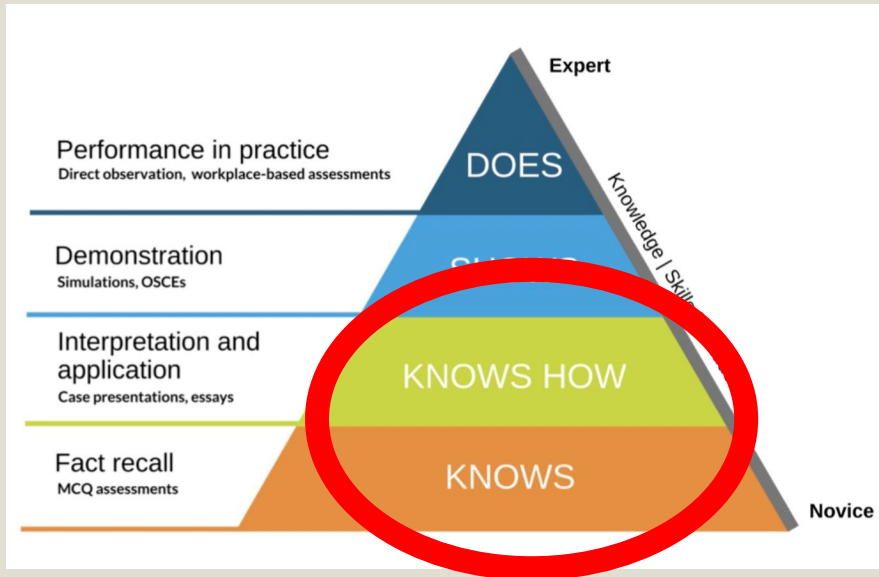 Expert
Performance in practice
Direct observation, workplace-based assessments
DOES
Knowledge | Skills
Demonstration
Simulations, OSCEs
Interpretation and
application
Case presentations, essays
KNOWS HOW
Fact recall
MCQ assessments
KNOWS
Novice